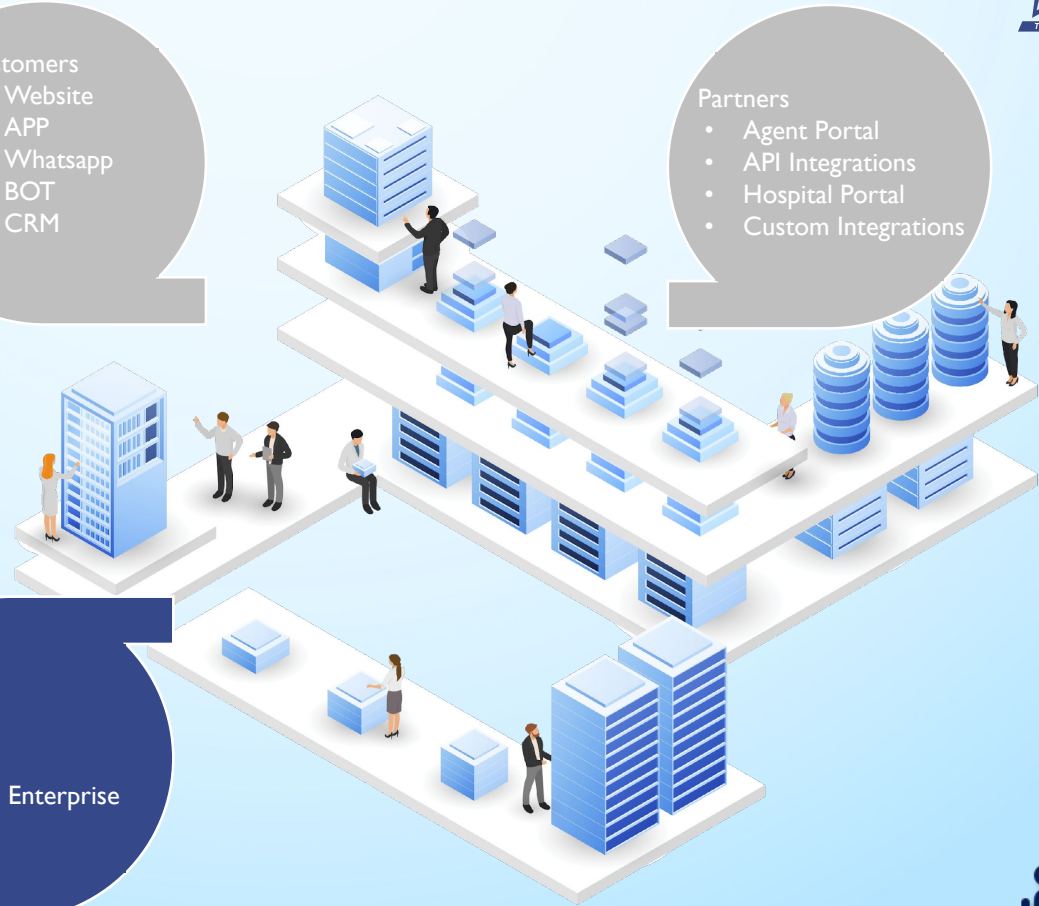 tomers
Website
APP
Whatsapp
BOT
CRM
Partners
• Agent Portal
• API Integrations
• Hospital Portal
• Custom Integrations
Enterprise